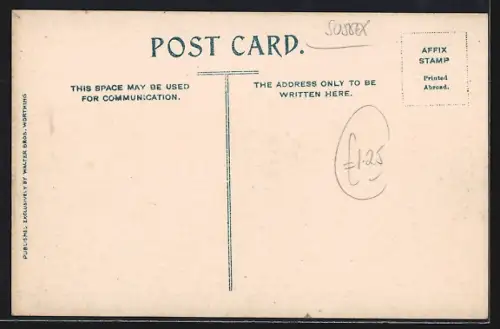 SUSSEX
POST CARD.
AFFIX
STAMP
Printed
Abroad.
THIS SPACE MAY BE USED
FOR COMMUNICATION.
THE ADDRESS ONLY TO BE
WRITTEN HERE.
£1.25
PUBLISHED EXCLUSIVELY BY WALTER BROS., WORTHING